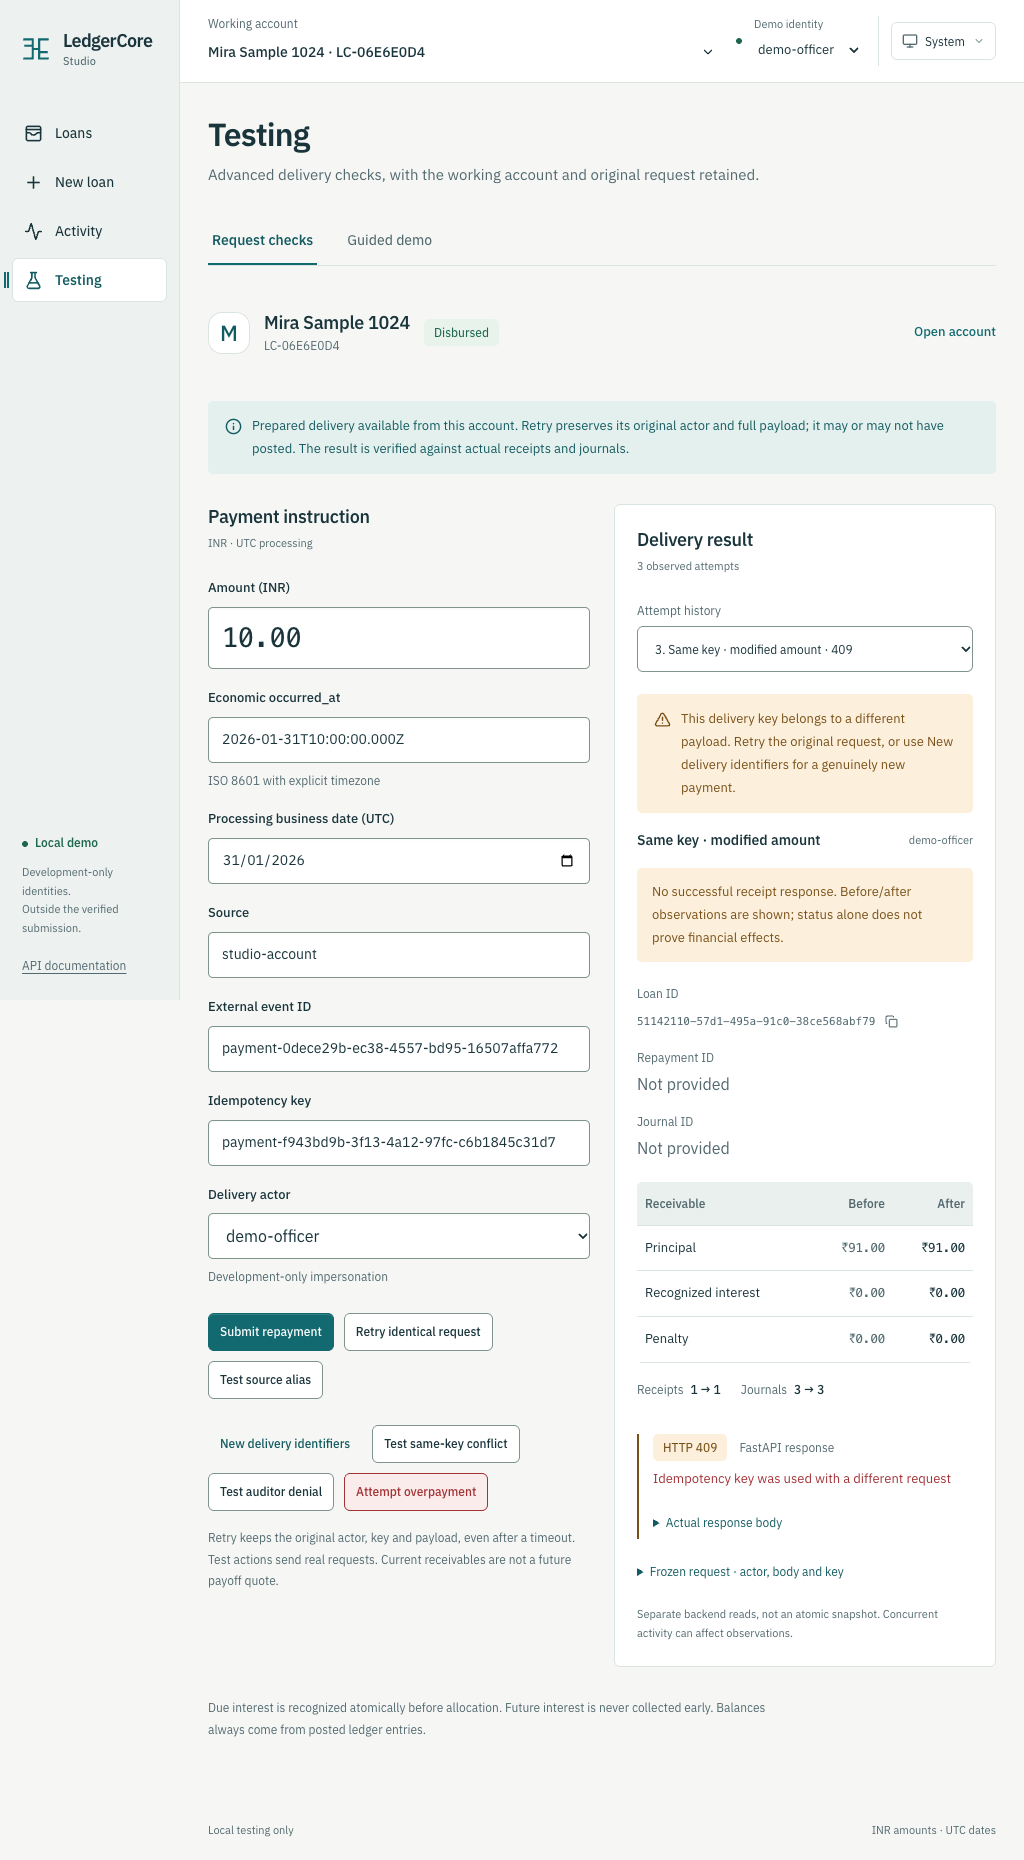 LedgerCore
Studio
Loans
New loan
Activity
Testing
Local demo
Development-only
identities.
Outside the verified
submission.
API documentation
Working account
Mira Sample 1024 · LC-06E6E0D4
Demo identity
demo-officer
System
Testing
Advanced delivery checks, with the working account and original request retained.
Request checks
Guided demo
M
Mira Sample 1024
LC-06E6E0D4
Disbursed
Open account
Prepared delivery available from this account. Retry preserves its original actor and full payload; it may or may not have
posted. The result is verified against actual receipts and journals.
Payment instruction
INR · UTC processing
Amount (INR)
10.00
Economic occurred_at
2026-01-31T10:00:00.000Z
ISO 8601 with explicit timezone
Processing business date (UTC)
31/01/2026
Source
studio-account
External event ID
payment-0dece29b-ec38-4557-bd95-16507affa772
Idempotency key
payment-f943bd9b-3f13-4a12-97fc-c6b1845c31d7
Delivery actor
demo-officer
Development-only impersonation
Submit repayment
Retry identical request
Test source alias
New delivery identifiers
Test same-key conflict
Test auditor denial
Attempt overpayment
Retry keeps the original actor, key and payload, even after a timeout.
Test actions send real requests. Current receivables are not a future
payoff quote.
Delivery result
3 observed attempts
Attempt history
3. Same key · modified amount · 409
This delivery key belongs to a different
payload. Retry the original request, or use New
delivery identifiers for a genuinely new
payment.
Same key · modified amount
demo-officer
No successful receipt response. Before/after
observations are shown; status alone does not
prove financial effects.
Loan ID
51142110-57d1-495a-91c0-38ce568abf79
Repayment ID
Not provided
Journal ID
Not provided
Receivable Before After
Principal ₹91.00 ₹91.00
Recognized interest ₹0.00 ₹0.00
Penalty ₹0.00 ₹0.00
Receipts 1 → 1 Journals 3 → 3
HTTP 409 FastAPI response
Idempotency key was used with a different request
Actual response body
Frozen request · actor, body and key
Separate backend reads, not an atomic snapshot. Concurrent
activity can affect observations.
Due interest is recognized atomically before allocation. Future interest is never collected early. Balances
always come from posted ledger entries.
Local testing only
INR amounts · UTC dates